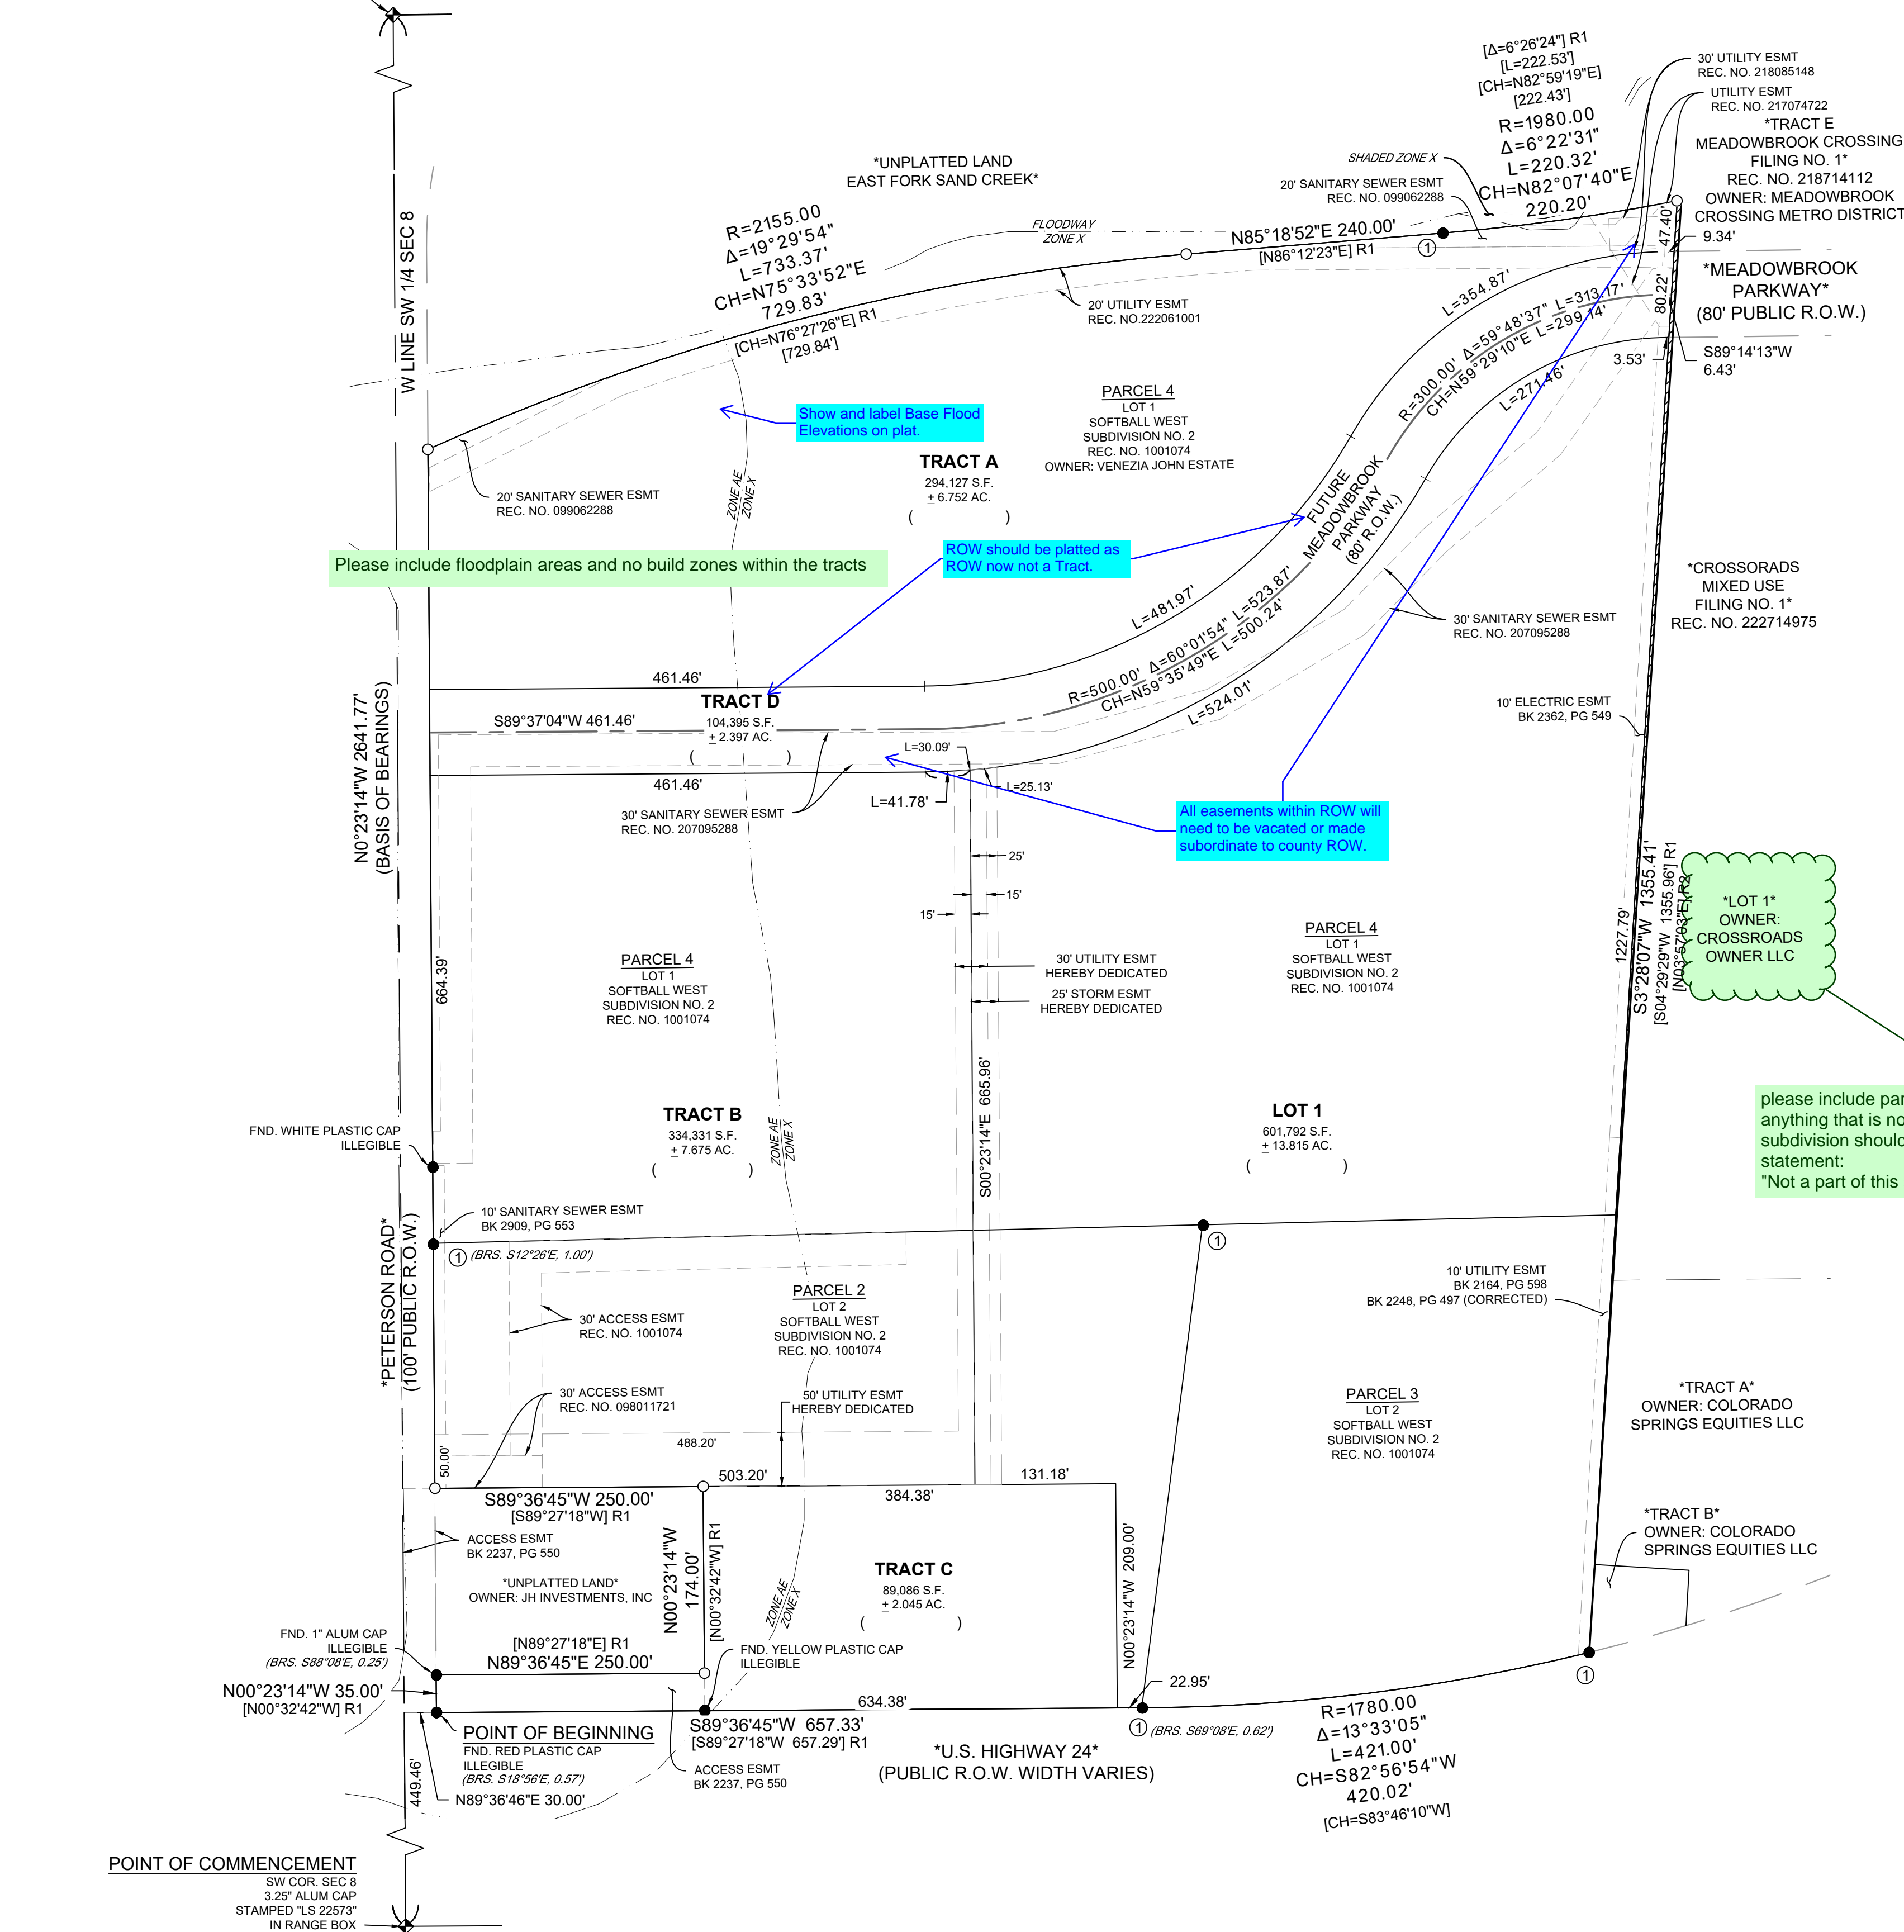 [Δ=6°26'24"] R1
[L=222.53']
[CH=N82°59'19"E]
[222.43']
R=1980.00
Δ=6°22'31"
L=220.32'
CH=N82°07'40"E
220.20'
30' UTILITY ESMT
REC. NO. 218085148
UTILITY ESMT
REC. NO. 217074722
*TRACT E
MEADOWBROOK CROSSING
FILING NO. 1*
REC. NO. 218714112
OWNER: MEADOWBROOK
CROSSING METRO DISTRICT
*UNPLATTED LAND
EAST FORK SAND CREEK*
SHADED ZONE X
20' SANITARY SEWER ESMT
REC. NO. 099062288
W LINE SW 1/4 SEC 8
R=2155.00
Δ=19°29'54"
L=733.37'
CH=N75°33'52"E
729.83'
[CH=N76°27'26"E] R1
[729.84']
FLOODWAY
ZONE X
N85°18'52"E 240.00'
[N86°12'23"E] R1
1
47.40'
9.34'
*MEADOWBROOK
PARKWAY*
(80' PUBLIC R.O.W.)
80.22'
S89°14'13"W
6.43'
3.53'
20' UTILITY ESMT
REC. NO.222061001
L=354.87'
R=300.00' Δ=59°48'37" L=313.17'
CH=N59°29'10"E L=299.14'
L=271.46'
PARCEL 4
LOT 1
SOFTBALL WEST
SUBDIVISION NO. 2
REC. NO. 1001074
OWNER: VENEZIA JOHN ESTATE
Show and label Base Flood
Elevations on plat.
TRACT A
294,127 S.F.
± 6.752 AC.
( )
ZONE AE
ZONE X
20' SANITARY SEWER ESMT
REC. NO. 099062288
FUTURE
MEADOWBROOK
PARKWAY
(80' R.O.W.)
Please include floodplain areas and no build zones within the tracts
ROW should be platted as
ROW now not a Tract.
*CROSSORADS
MIXED USE
FILING NO. 1*
REC. NO. 222714975
L=481.97'
R=500.00' Δ=60°01'54" L=523.87'
CH=N59°35'49"E L=500.24'
L=524.01'
30' SANITARY SEWER ESMT
REC. NO. 207095288
N0°23'14"W 2641.77'
(BASIS OF BEARINGS)
461.46'
TRACT D
S89°37'04"W 461.46'
104,395 S.F.
± 2.397 AC.
( )
461.46'
L=30.09'
L=25.13'
L=41.78'
30' SANITARY SEWER ESMT
REC. NO. 207095288
10' ELECTRIC ESMT
BK 2362, PG 549
All easements within ROW will
need to be vacated or made
subordinate to county ROW.
25'
15'
15'
S3°28'07"W 1355.41'
[S04°29'29"W 1355.96'] R1
[N03°57'03"E] R2
1227.79'
*LOT 1*
OWNER:
CROSSROADS
OWNER LLC
664.39'
PARCEL 4
LOT 1
SOFTBALL WEST
SUBDIVISION NO. 2
REC. NO. 1001074
30' UTILITY ESMT
HEREBY DEDICATED
25' STORM ESMT
HEREBY DEDICATED
PARCEL 4
LOT 1
SOFTBALL WEST
SUBDIVISION NO. 2
REC. NO. 1001074
S00°23'14"E 665.96'
please include par
anything that is no
subdivision should
statement:
"Not a part of this
FND. WHITE PLASTIC CAP
ILLEGIBLE
TRACT B
334,331 S.F.
± 7.675 AC.
( )
ZONE AE
ZONE X
LOT 1
601,792 S.F.
± 13.815 AC.
( )
*PETERSON ROAD*
(100' PUBLIC R.O.W.)
10' SANITARY SEWER ESMT
BK 2909, PG 553
1 (BRS. S12°26'E, 1.00')
1
30' ACCESS ESMT
REC. NO. 1001074
PARCEL 2
LOT 2
SOFTBALL WEST
SUBDIVISION NO. 2
REC. NO. 1001074
10' UTILITY ESMT
BK 2164, PG 598
BK 2248, PG 497 (CORRECTED)
30' ACCESS ESMT
REC. NO. 098011721
50' UTILITY ESMT
HEREBY DEDICATED
PARCEL 3
LOT 2
SOFTBALL WEST
SUBDIVISION NO. 2
REC. NO. 1001074
*TRACT A*
OWNER: COLORADO
SPRINGS EQUITIES LLC
50.00'
488.20'
503.20'
131.18'
384.38'
S89°36'45"W 250.00'
[S89°27'18"W] R1
ACCESS ESMT
BK 2237, PG 550
N00°23'14"W
174.00'
[N00°32'42"W] R1
*UNPLATTED LAND*
OWNER: JH INVESTMENTS, INC
TRACT C
89,086 S.F.
± 2.045 AC.
( )
ZONE AE
ZONE X
N00°23'14"W 209.00'
*TRACT B*
OWNER: COLORADO
SPRINGS EQUITIES LLC
FND. 1" ALUM CAP
ILLEGIBLE
(BRS. S88°08'E, 0.25')
[N89°27'18"E] R1
N89°36'45"E 250.00'
FND. YELLOW PLASTIC CAP
ILLEGIBLE
N00°23'14"W 35.00'
[N00°32'42"W] R1
22.95'
1
634.38'
POINT OF BEGINNING
FND. RED PLASTIC CAP
ILLEGIBLE
(BRS. S18°56'E, 0.57')
S89°36'45"W 657.33'
[S89°27'18"W 657.29'] R1
1 (BRS. S69°08'E, 0.62')
R=1780.00
Δ=13°33'05"
L=421.00'
CH=S82°56'54"W
420.02'
[CH=S83°46'10"W]
*U.S. HIGHWAY 24*
(PUBLIC R.O.W. WIDTH VARIES)
ACCESS ESMT
BK 2237, PG 550
449.46'
N89°36'46"E 30.00'
POINT OF COMMENCEMENT
SW COR. SEC 8
3.25" ALUM CAP
STAMPED "LS 22573"
IN RANGE BOX